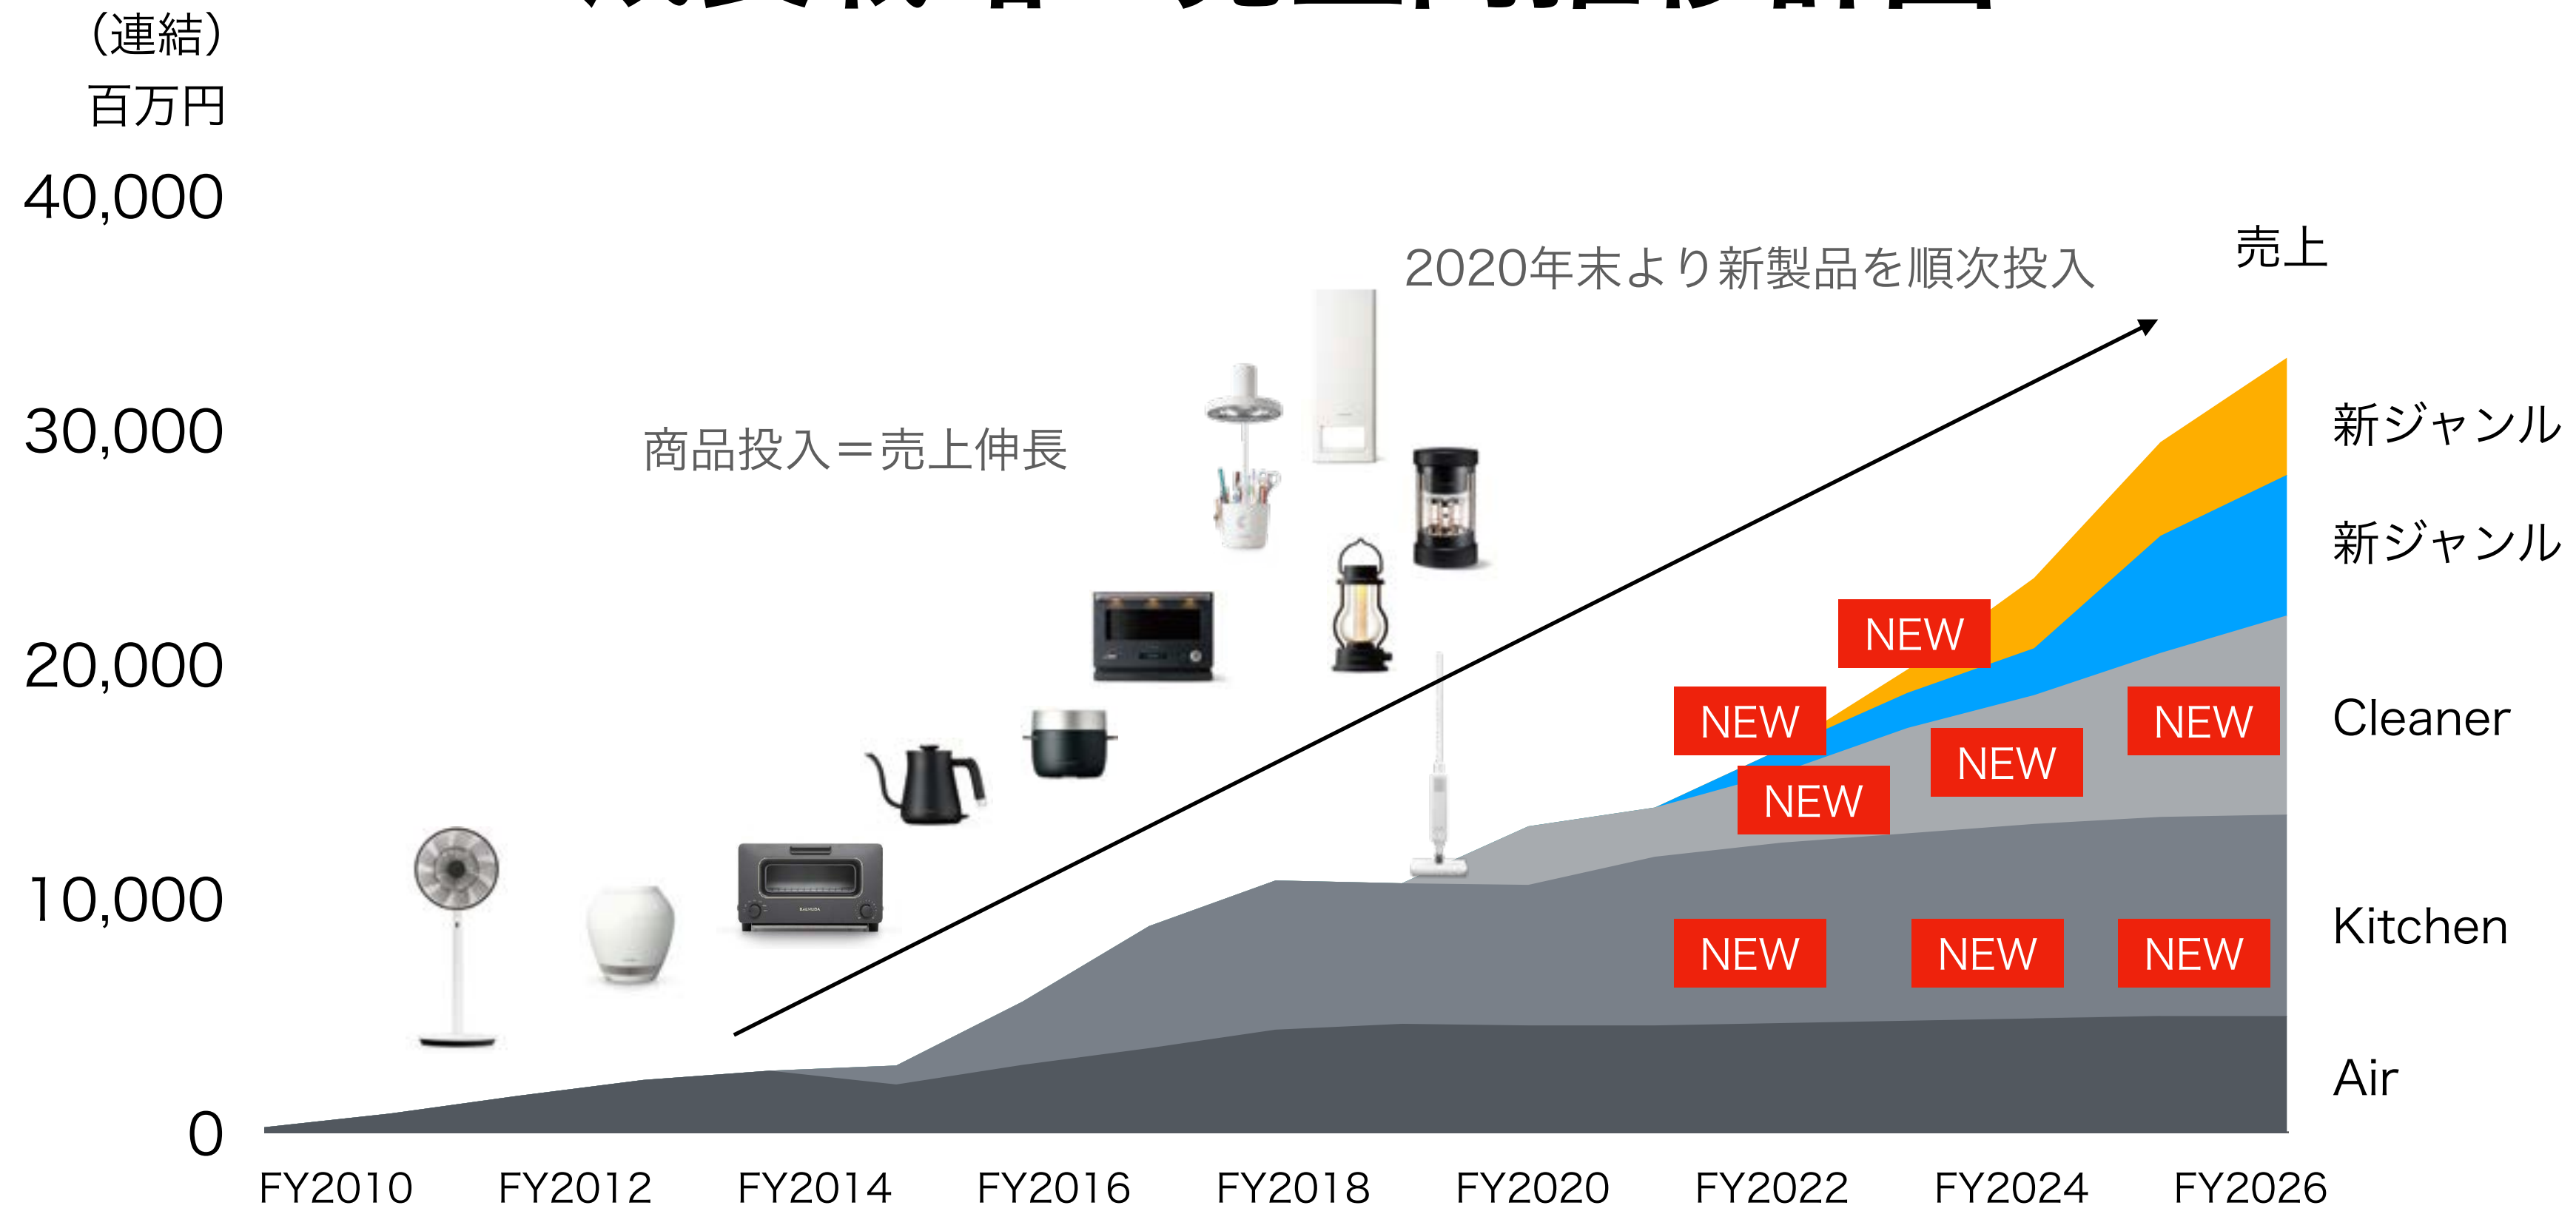 （連結）
百万円
40,000
30,000
20,000
10,000
0
2020年末より新製品を順次投入
商品投入＝売上伸長
売上
新ジャンル
新ジャンル
Cleaner
Kitchen
Air
NEW
NEW
NEW
NEW
NEW
NEW
NEW
NEW
BALMUDA
FY2010
FY2012
FY2014
FY2016
FY2018
FY2020
FY2022
FY2024
FY2026